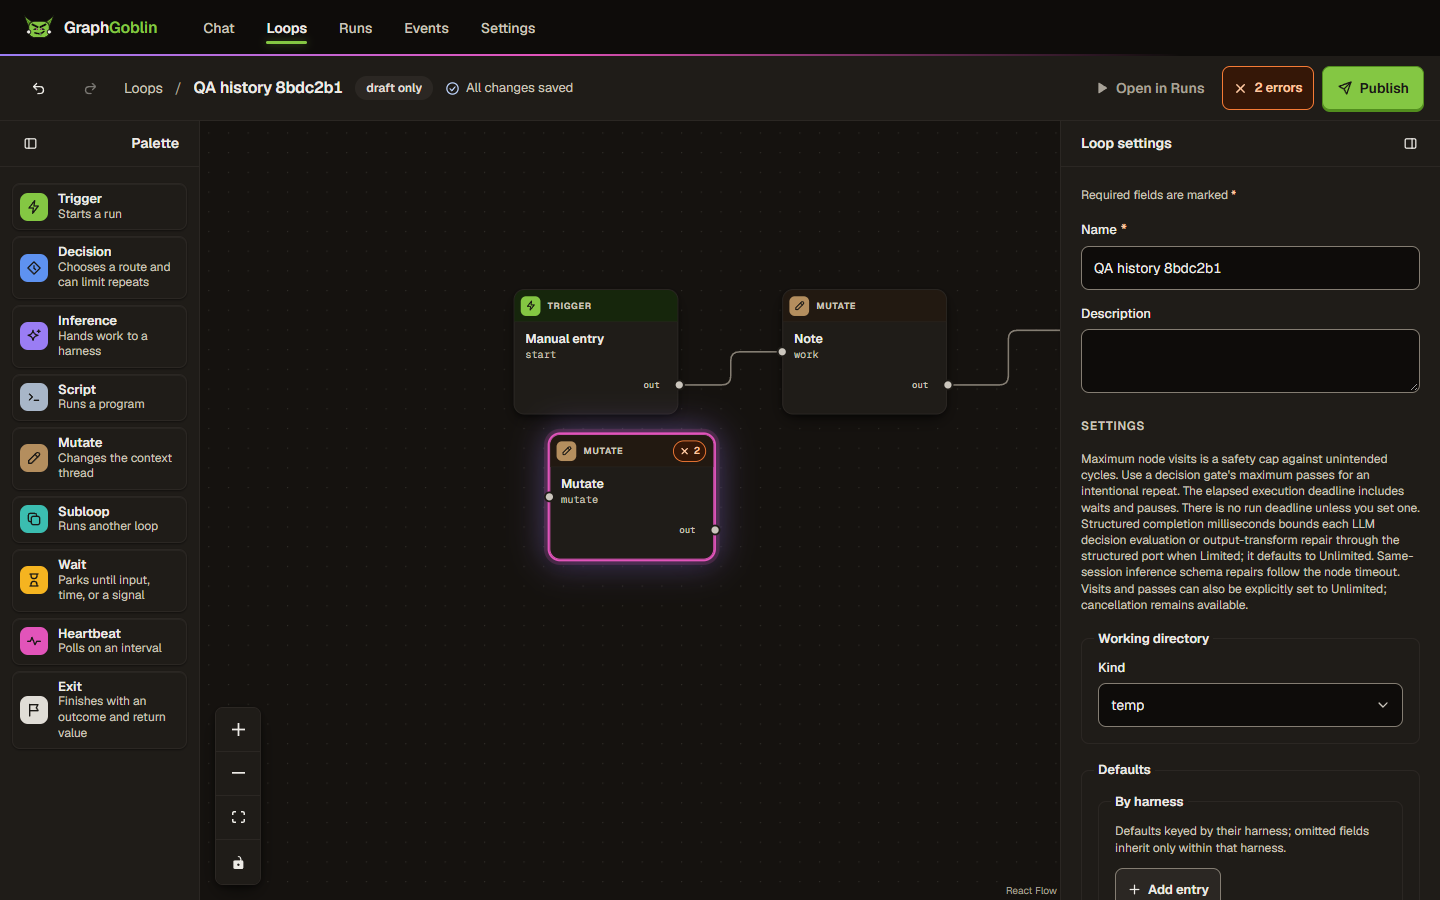 GraphGoblin
Chat
Loops
Runs
Events
Settings
Loops / QA history 8bdc2b1
draft only
All changes saved
Open in Runs
2 errors
Publish
Palette
Trigger
Starts a run
Decision
Chooses a route and
can limit repeats
Inference
Hands work to a
harness
Script
Runs a program
Mutate
Changes the context
thread
Subloop
Runs another loop
Wait
Parks until input,
time, or a signal
Heartbeat
Polls on an interval
Exit
Finishes with an
outcome and return
value
TRIGGER
Manual entry
start
out
MUTATE
Note
work
out
MUTATE
2
Mutate
mutate
out
React Flow
Loop settings
Required fields are marked *
Name *
QA history 8bdc2b1
Description
SETTINGS
Maximum node visits is a safety cap against unintended
cycles. Use a decision gate's maximum passes for an
intentional repeat. The elapsed execution deadline includes
waits and pauses. There is no run deadline unless you set one.
Structured completion milliseconds bounds each LLM
decision evaluation or output-transform repair through the
structured port when Limited; it defaults to Unlimited. Same-
session inference schema repairs follow the node timeout.
Visits and passes can also be explicitly set to Unlimited;
cancellation remains available.
Working directory
Kind
temp
Defaults
By harness
Defaults keyed by their harness; omitted fields
inherit only within that harness.
Add entry